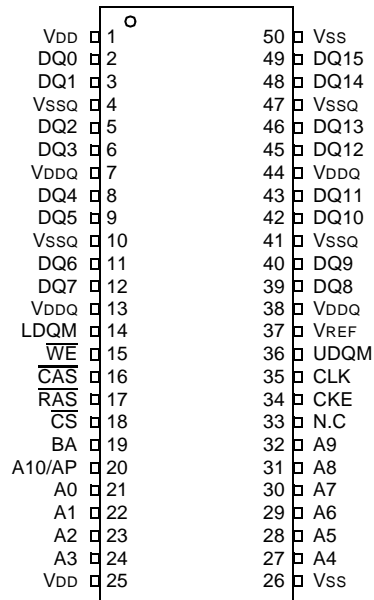 VDD 1 50 VSS
DQ0 2 49 DQ15
DQ1 3 48 DQ14
VSSQ 4 47 VSSQ
DQ2 5 46 DQ13
DQ3 6 45 DQ12
VDDQ 7 44 VDDQ
DQ4 8 43 DQ11
DQ5 9 42 DQ10
VSSQ 10 41 VSSQ
DQ6 11 40 DQ9
DQ7 12 39 DQ8
VDDQ 13 38 VDDQ
LDQM 14 37 VREF
W̅E̅ 15 36 UDQM
C̅A̅S̅ 16 35 CLK
R̅A̅S̅ 17 34 CKE
C̅S̅ 18 33 N.C
BA 19 32 A9
A10/AP 20 31 A8
A0 21 30 A7
A1 22 29 A6
A2 23 28 A5
A3 24 27 A4
VDD 25 26 VSS